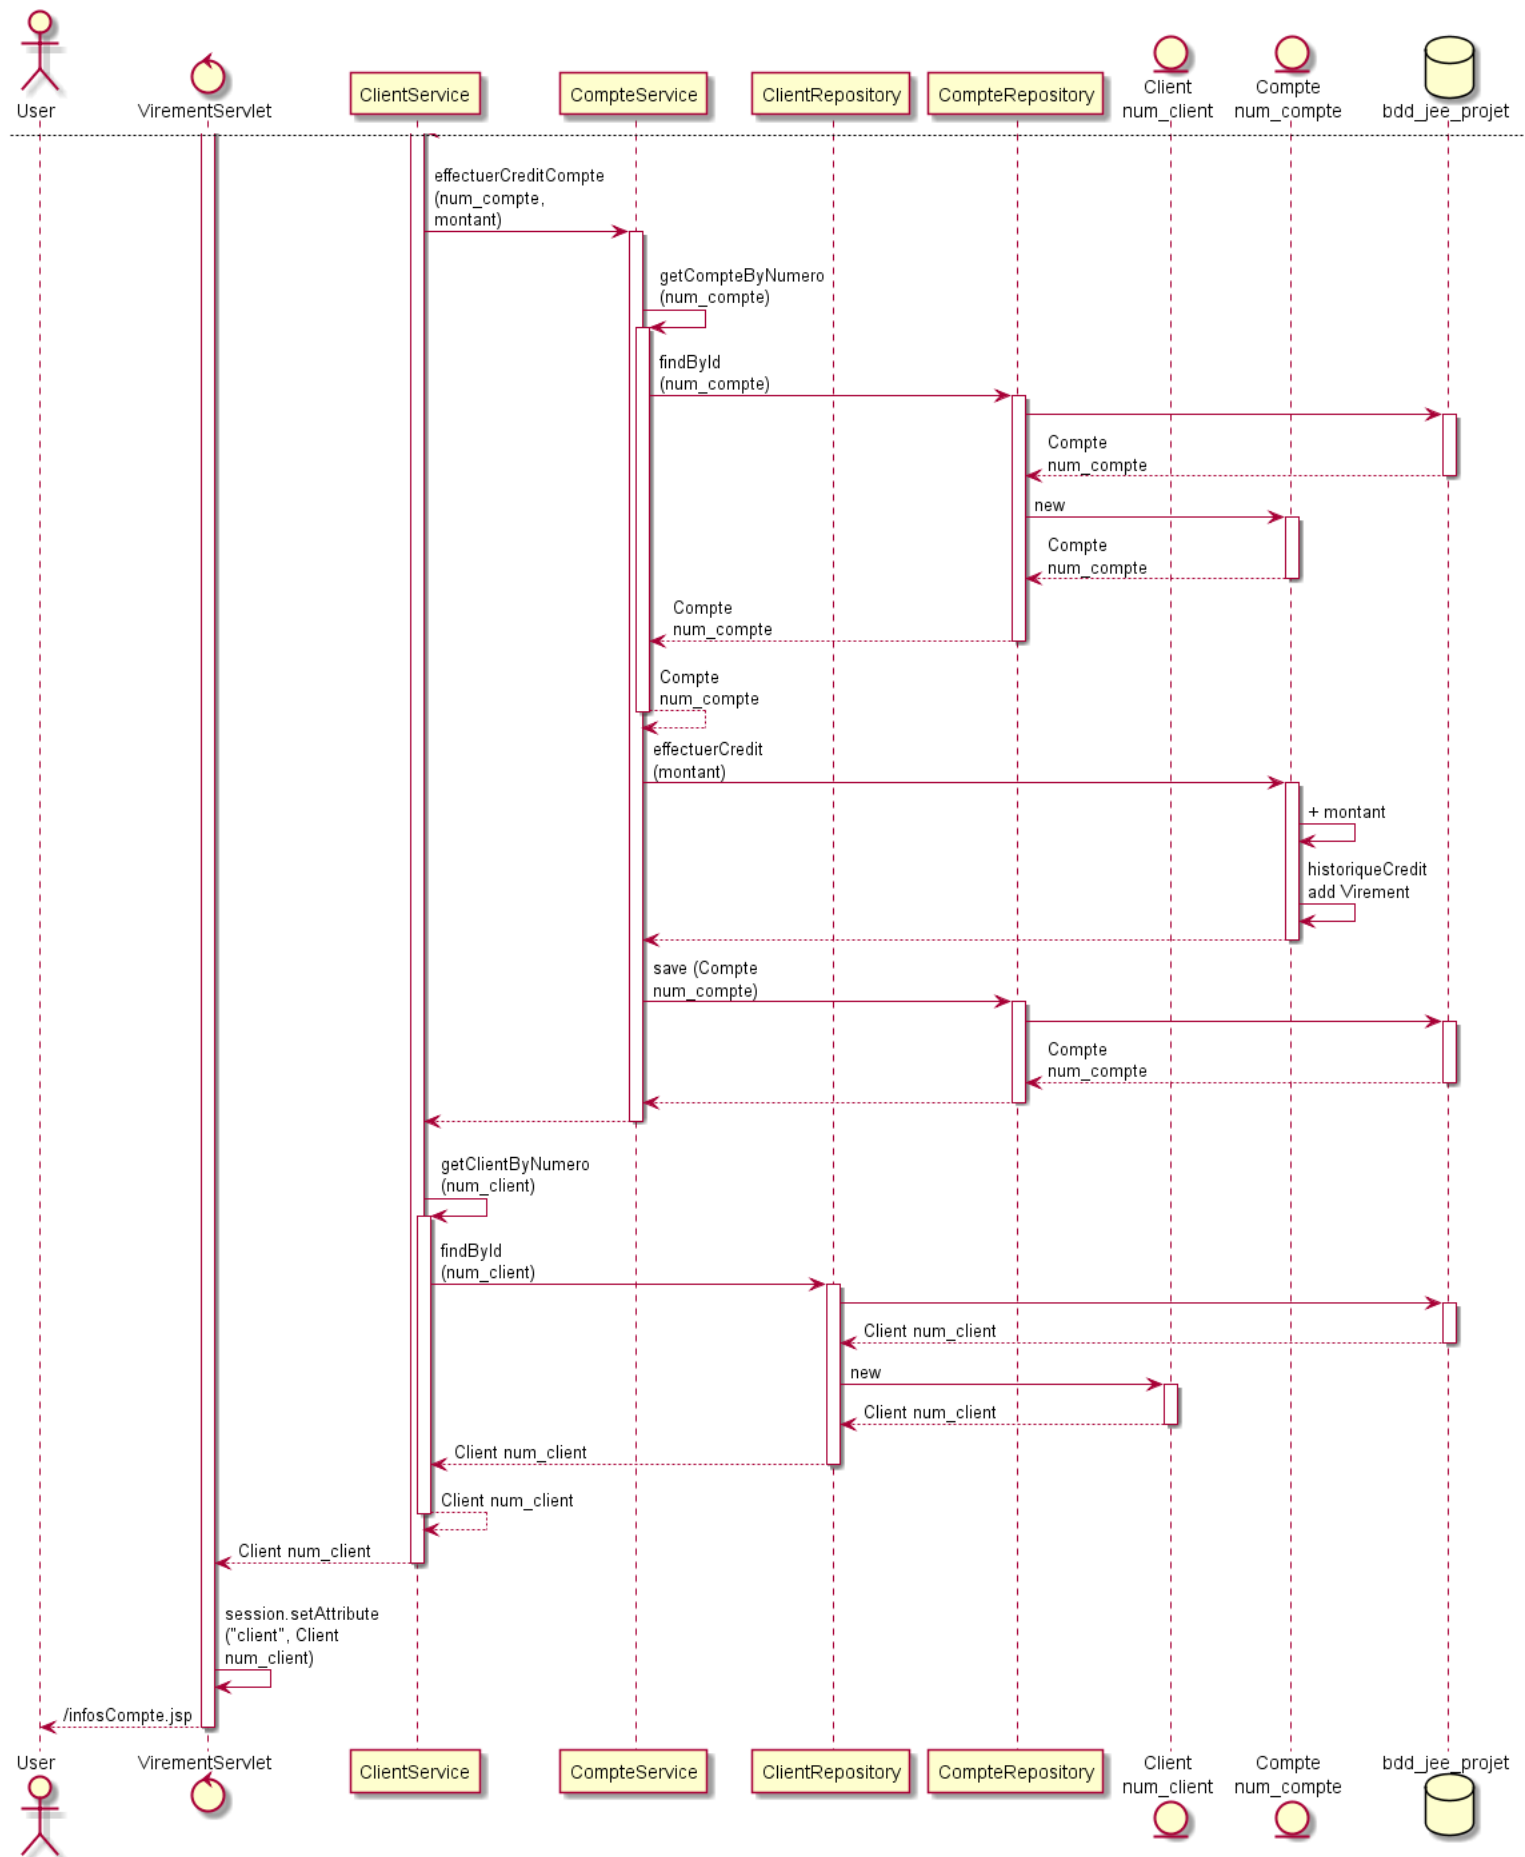 User
VirementServlet
ClientService
CompteService
ClientRepository
CompteRepository
Client
num_client
Compte
num_compte
bdd_jee_projet
effectuerCreditCompte
(num_compte,
montant)
getCompteByNumero
(num_compte)
findById
(num_compte)
Compte
num_compte
new
Compte
num_compte
Compte
num_compte
Compte
num_compte
effectuerCredit
(montant)
+ montant
historiqueCredit
add Virement
save (Compte
num_compte)
Compte
num_compte
getClientByNumero
(num_client)
findById
(num_client)
Client num_client
new
Client num_client
Client num_client
Client num_client
Client num_client
session.setAttribute
("client", Client
num_client)
/infosCompte.jsp
User
VirementServlet
ClientService
CompteService
ClientRepository
CompteRepository
Client
num_client
Compte
num_compte
bdd_jee_projet